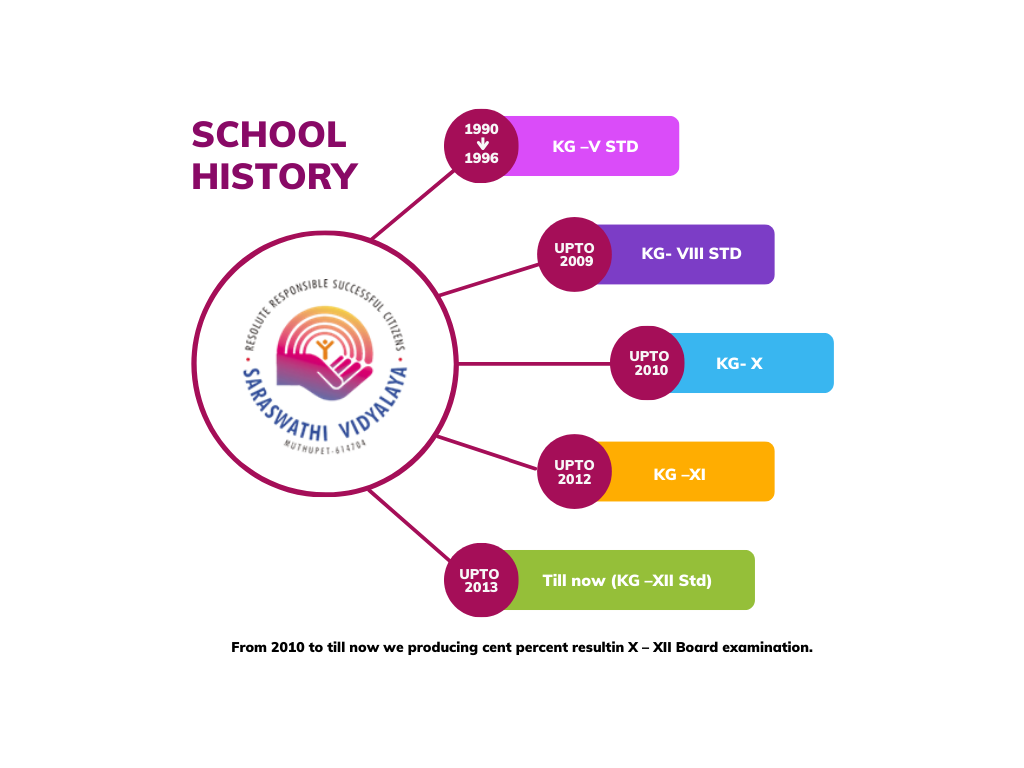 SCHOOL
HISTORY
1990
1996
KG –V STD
UPTO
2009
KG- VIII STD
UPTO
2010
KG- X
UPTO
2012
KG –XI
UPTO
2013
Till now (KG –XII Std)
RESOLUTE RESPONSIBLE SUCCESSFUL CITIZENS
SARASWATHI VIDYALAYA
MUTHUPET-614704
From 2010 to till now we producing cent percent resultin X – XII Board examination.